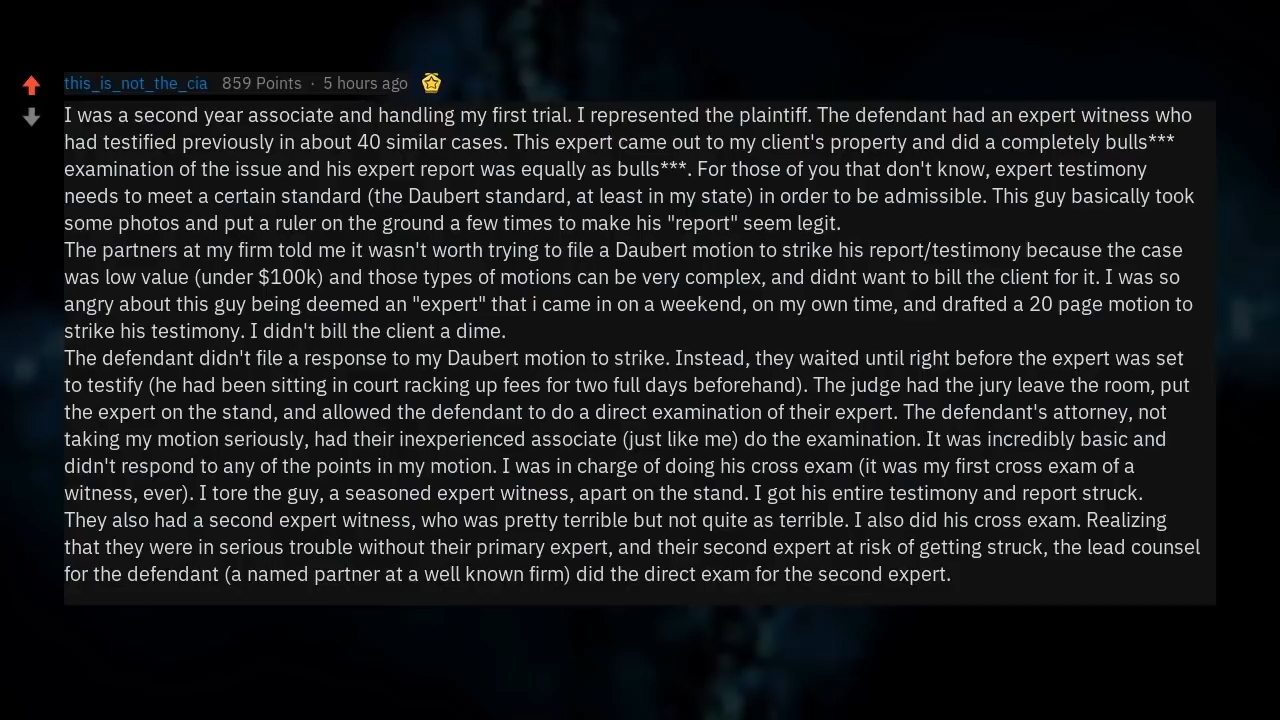 this_is_not_the_cia 859 Points · 5 hours ago
I was a second year associate and handling my first trial. I represented the plaintiff. The defendant had an expert witness who
had testified previously in about 40 similar cases. This expert came out to my client's property and did a completely bulls***
examination of the issue and his expert report was equally as bulls***. For those of you that don't know, expert testimony
needs to meet a certain standard (the Daubert standard, at least in my state) in order to be admissible. This guy basically took
some photos and put a ruler on the ground a few times to make his "report" seem legit.
The partners at my firm told me it wasn't worth trying to file a Daubert motion to strike his report/testimony because the case
was low value (under $100k) and those types of motions can be very complex, and didnt want to bill the client for it. I was so
angry about this guy being deemed an "expert" that i came in on a weekend, on my own time, and drafted a 20 page motion to
strike his testimony. I didn't bill the client a dime.
The defendant didn't file a response to my Daubert motion to strike. Instead, they waited until right before the expert was set
to testify (he had been sitting in court racking up fees for two full days beforehand). The judge had the jury leave the room, put
the expert on the stand, and allowed the defendant to do a direct examination of their expert. The defendant's attorney, not
taking my motion seriously, had their inexperienced associate (just like me) do the examination. It was incredibly basic and
didn't respond to any of the points in my motion. I was in charge of doing his cross exam (it was my first cross exam of a
witness, ever). I tore the guy, a seasoned expert witness, apart on the stand. I got his entire testimony and report struck.
They also had a second expert witness, who was pretty terrible but not quite as terrible. I also did his cross exam. Realizing
that they were in serious trouble without their primary expert, and their second expert at risk of getting struck, the lead counsel
for the defendant (a named partner at a well known firm) did the direct exam for the second expert.